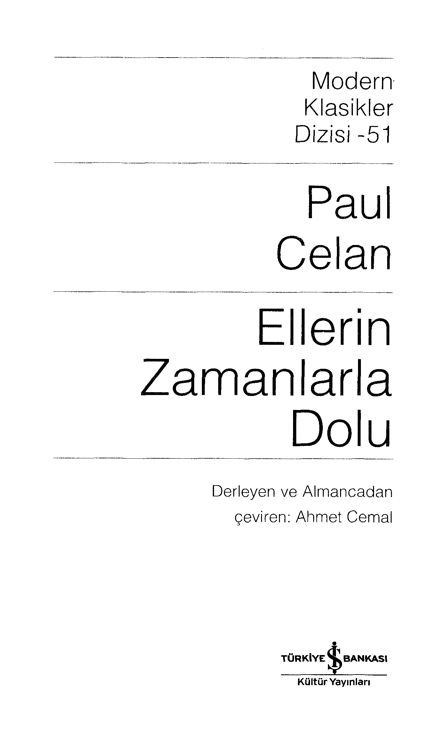 Modern
Klasikler
Dizisi -51
Paul
Celan
Ellerin
Zamanlarla
Dolu
Derleyen ve Almancadan
çeviren: Ahmet Cemal
TÜRKİYE İŞ BANKASI
Kültür Yayınları